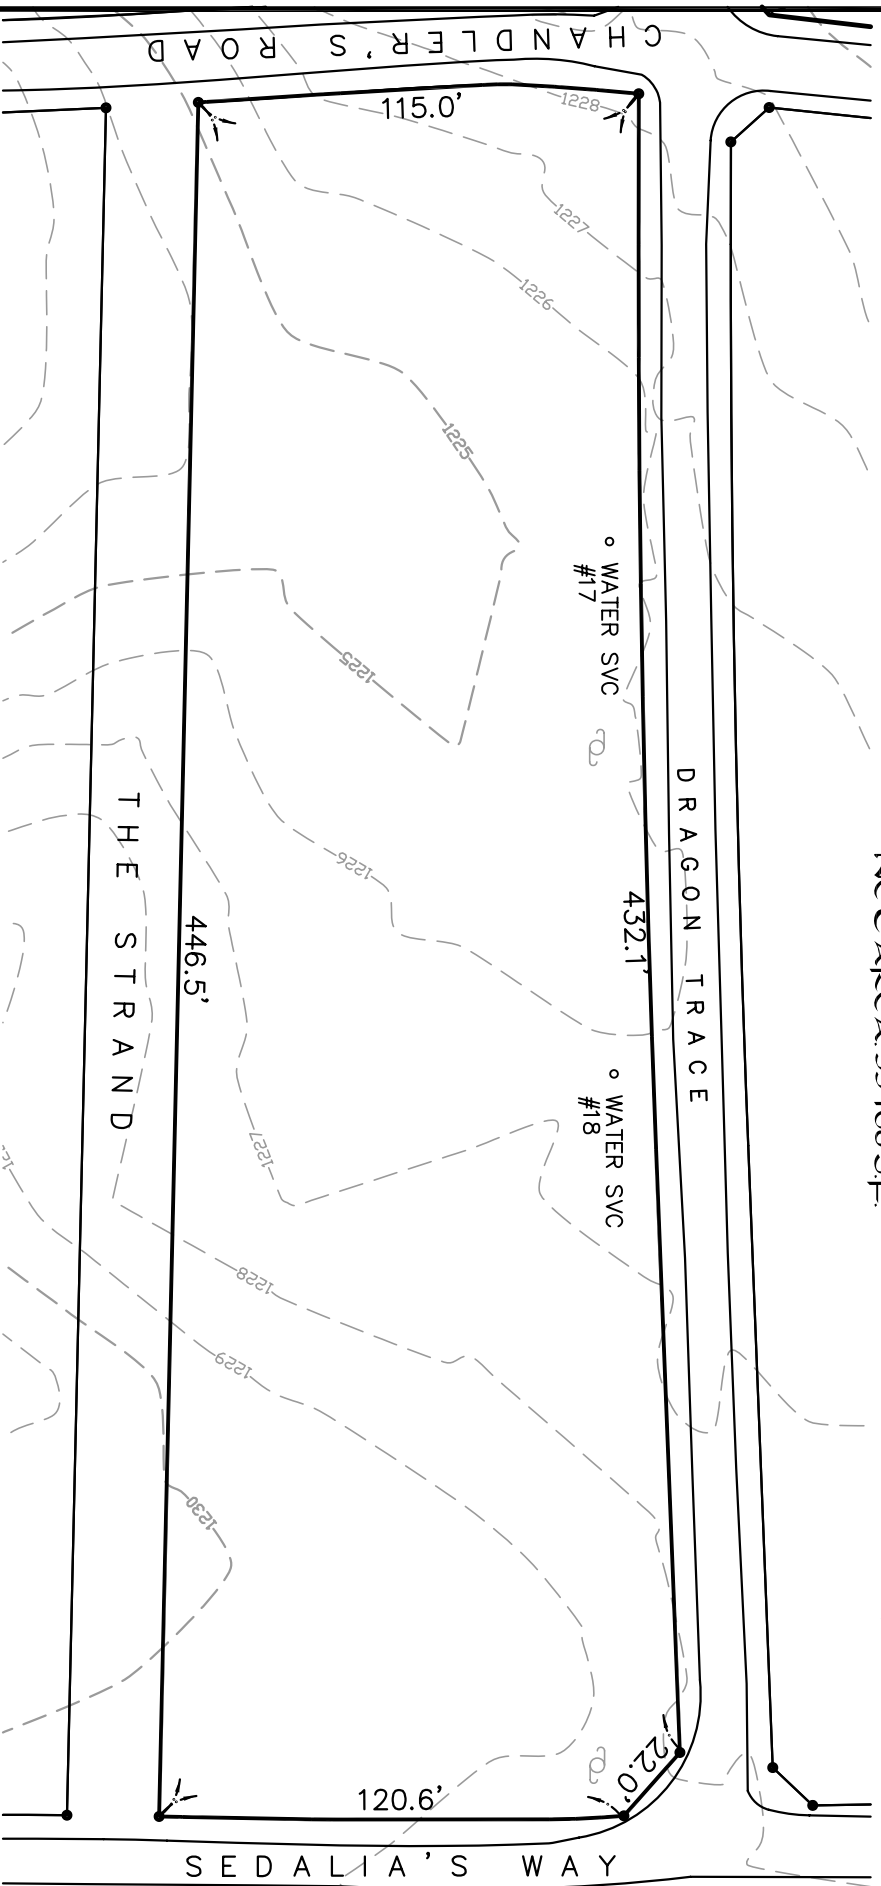 CHANDLER'S ROAD
115.0'
1228
1227
1226
1225
WATER SVC
#17
1225
DRAGON TRACE
THE STRAND
1226
432.1'
446.5'
WATER SVC
#18
1227
1228
1229
1230
22.0'
120.6'
SEDALIA'S WAY